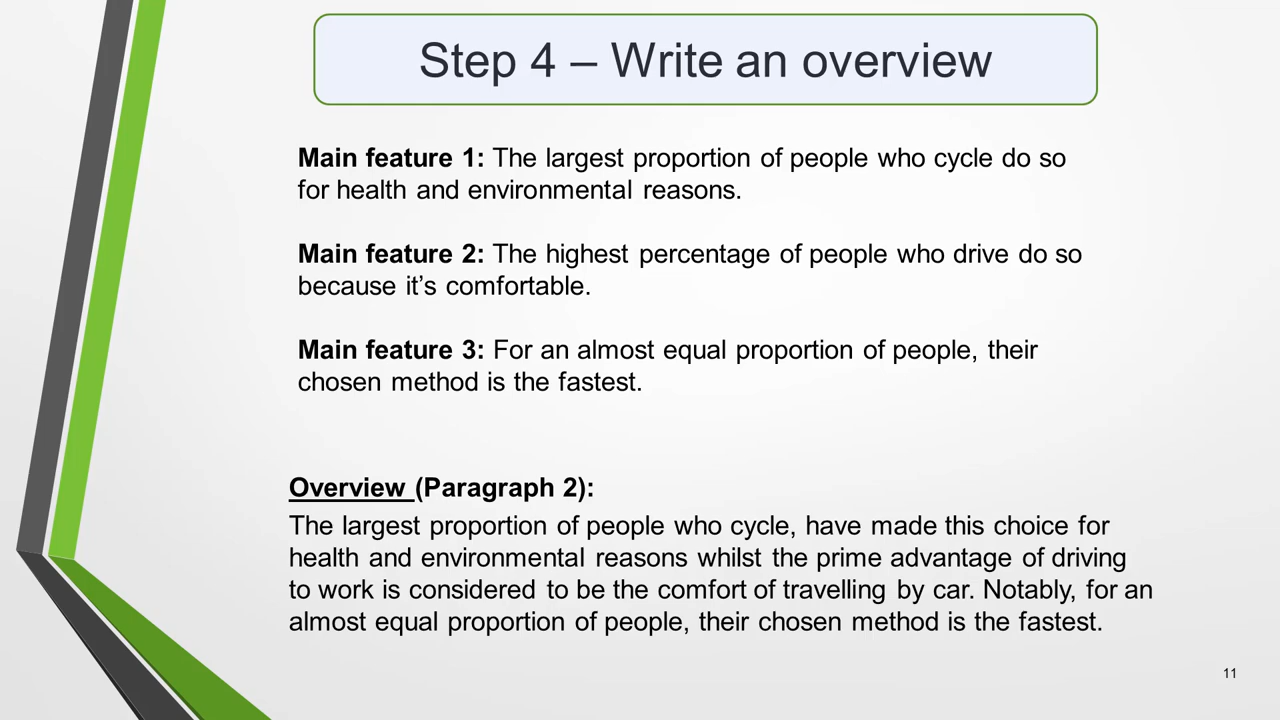 Step 4 – Write an overview
Main feature 1: The largest proportion of people who cycle do so
for health and environmental reasons.
Main feature 2: The highest percentage of people who drive do so
because it’s comfortable.
Main feature 3: For an almost equal proportion of people, their
chosen method is the fastest.
Overview (Paragraph 2):
The largest proportion of people who cycle, have made this choice for
health and environmental reasons whilst the prime advantage of driving
to work is considered to be the comfort of travelling by car. Notably, for an
almost equal proportion of people, their chosen method is the fastest.
11